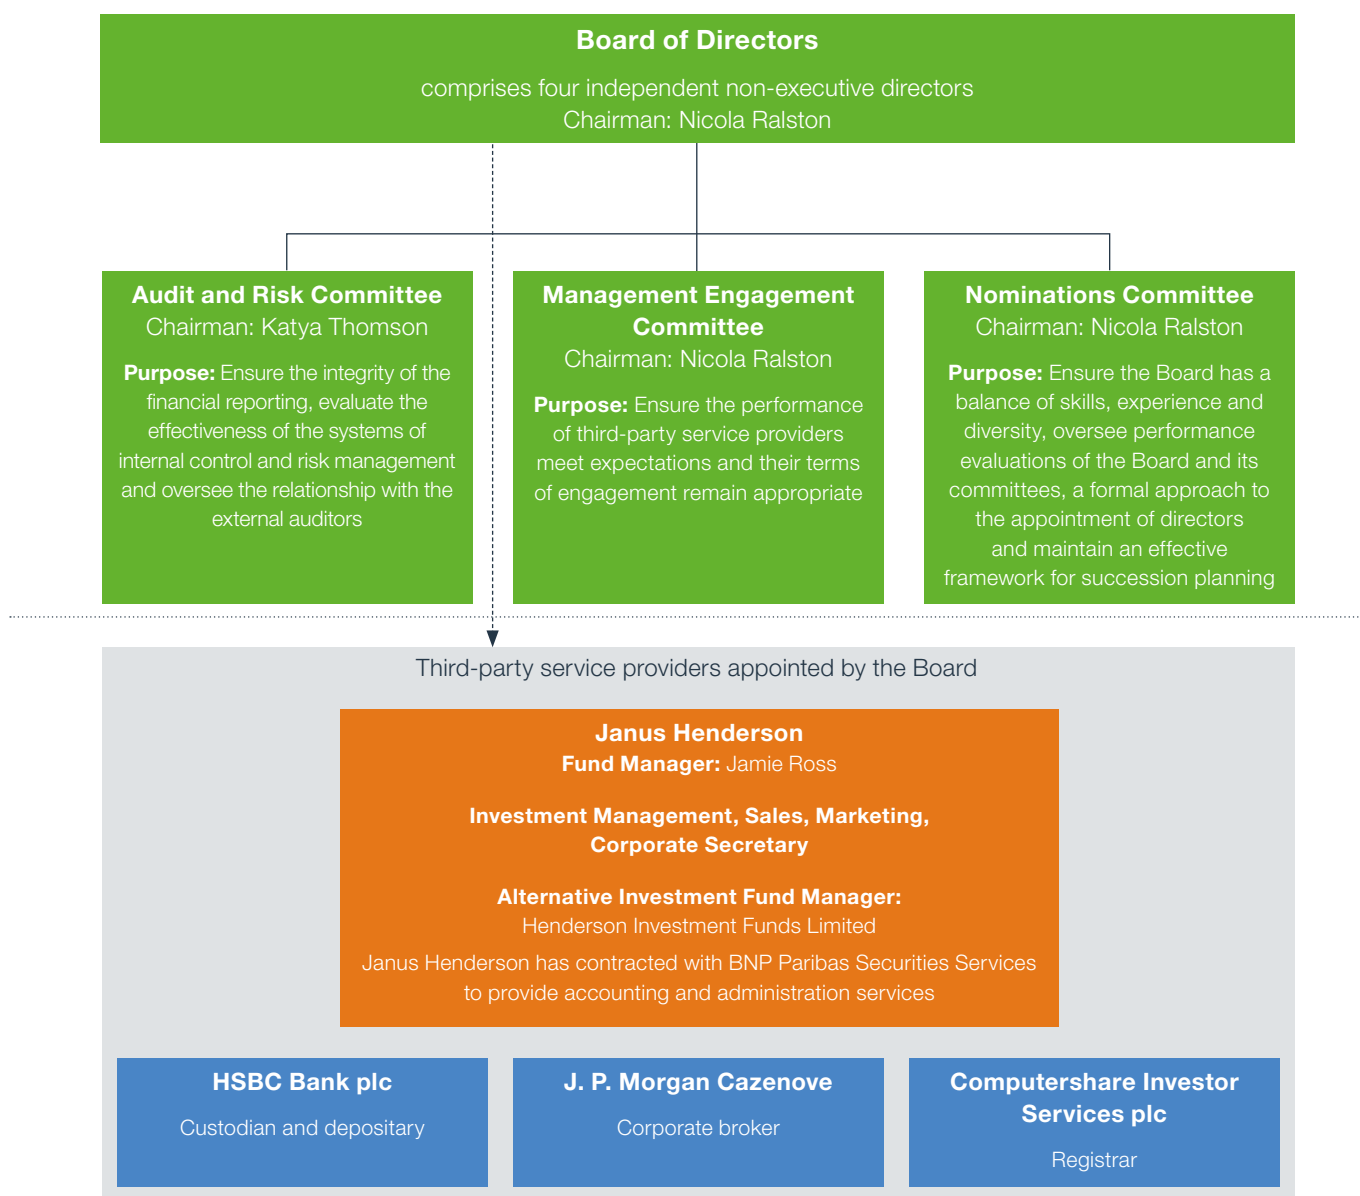 Board of Directors
comprises four independent non-executive directors
Chairman: Nicola Ralston
Audit and Risk Committee
Chairman: Katya Thomson
Purpose: Ensure the integrity of the
financial reporting, evaluate the
effectiveness of the systems of
internal control and risk management
and oversee the relationship with the
external auditors
Management Engagement
Committee
Chairman: Nicola Ralston
Purpose: Ensure the performance
of third-party service providers
meet expectations and their terms
of engagement remain appropriate
Nominations Committee
Chairman: Nicola Ralston
Purpose: Ensure the Board has a
balance of skills, experience and
diversity, oversee performance
evaluations of the Board and its
committees, a formal approach to
the appointment of directors
and maintain an effective
framework for succession planning
Third-party service providers appointed by the Board
Janus Henderson
Fund Manager: Jamie Ross
Investment Management, Sales, Marketing,
Corporate Secretary
Alternative Investment Fund Manager:
Henderson Investment Funds Limited
Janus Henderson has contracted with BNP Paribas Securities Services
to provide accounting and administration services
HSBC Bank plc
Custodian and depositary
J. P. Morgan Cazenove
Corporate broker
Computershare Investor
Services plc
Registrar